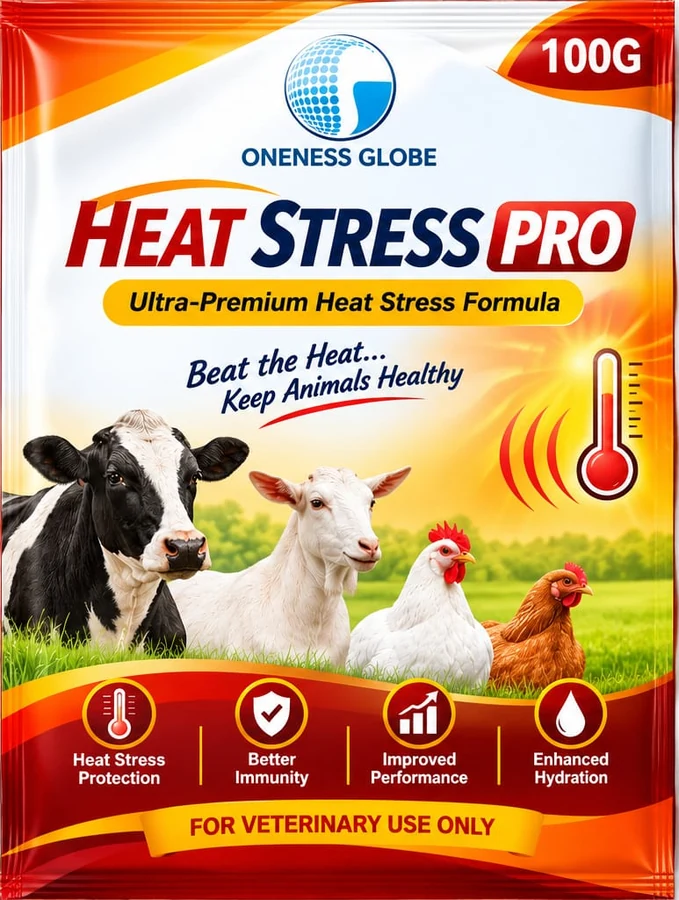 100G
ONENESS GLOBE
HEAT STRESS PRO
Ultra-Premium Heat Stress Formula
Beat the Heat...
Keep Animals Healthy
Heat Stress
Protection
Better
Immunity
Improved
Performance
Enhanced
Hydration
FOR VETERINARY USE ONLY